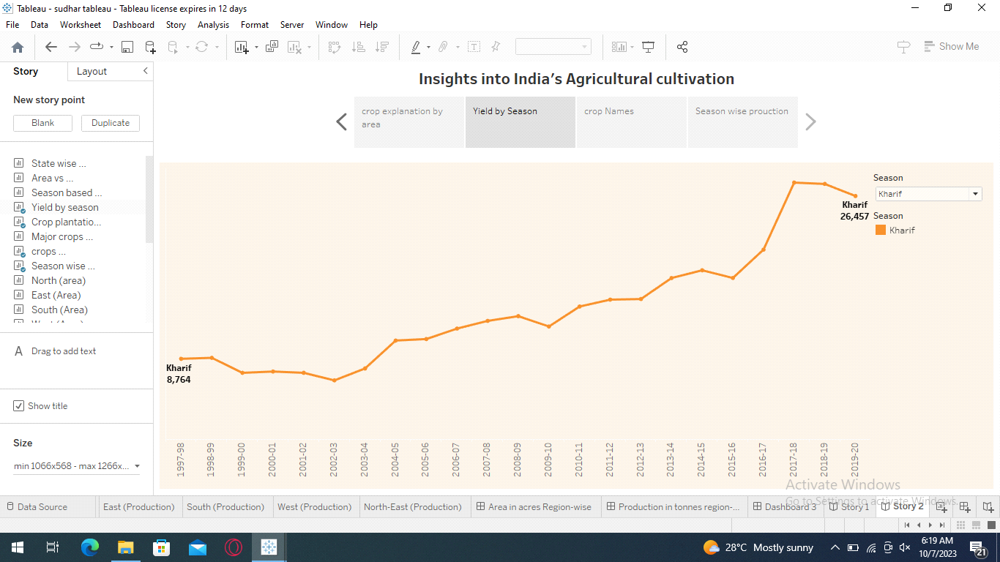 Tableau - sudhar tableau - Tableau license expires in 12 days
File Data Worksheet Dashboard Story Analysis Format Server Window Help
Show Me
Story Layout
New story point
Blank Duplicate
State wise ...
Area vs ...
Season based ...
Yield by season
Crop plantatio...
Major crops ...
crops ...
Season wise ...
North (area)
East (Area)
South (Area)
A Drag to add text
Show title
Size
min 1066x568 - max 1266x...
Insights into India’s Agricultural cultivation
crop explanation by
area
Yield by Season
crop Names
Season wise prouction
Season
Kharif
Season
Kharif
Kharif
26,457
Kharif
8,764
1997-98
1998-99
1999-00
2000-01
2001-02
2002-03
2003-04
2004-05
2005-06
2006-07
2007-08
2008-09
2009-10
2010-11
2011-12
2012-13
2013-14
2014-15
2015-16
2016-17
2017-18
2018-19
2019-20
Activate Windows
Go to Settings to activate Windows.
Data Source East (Production) South (Production) West (Production) North-East (Production) Area in acres Region-wise Production in tonnes region-... Dashboard 3 Story 1 Story 2
28°C Mostly sunny
6:19 AM
10/7/2023
21